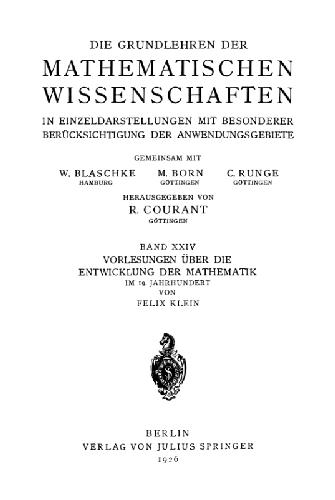 DIE GRUNDLEHREN DER
MATHEMATISCHEN
WISSENSCHAFTEN
IN EINZELDARSTELLUNGEN MIT BESONDERER
BERÜCKSICHTIGUNG DER ANWENDUNGSGEBIETE
GEMEINSAM MIT
W. BLASCHKE M. BORN C. RUNGE
HAMBURG GÖTTINGEN GÖTTINGEN
HERAUSGEGEBEN VON
R. COURANT
GÖTTINGEN
BAND XXIV
VORLESUNGEN ÜBER DIE
ENTWICKLUNG DER MATHEMATIK
IM 19. JAHRHUNDERT
VON
FELIX KLEIN
BERLIN
VERLAG VON JULIUS SPRINGER
1926